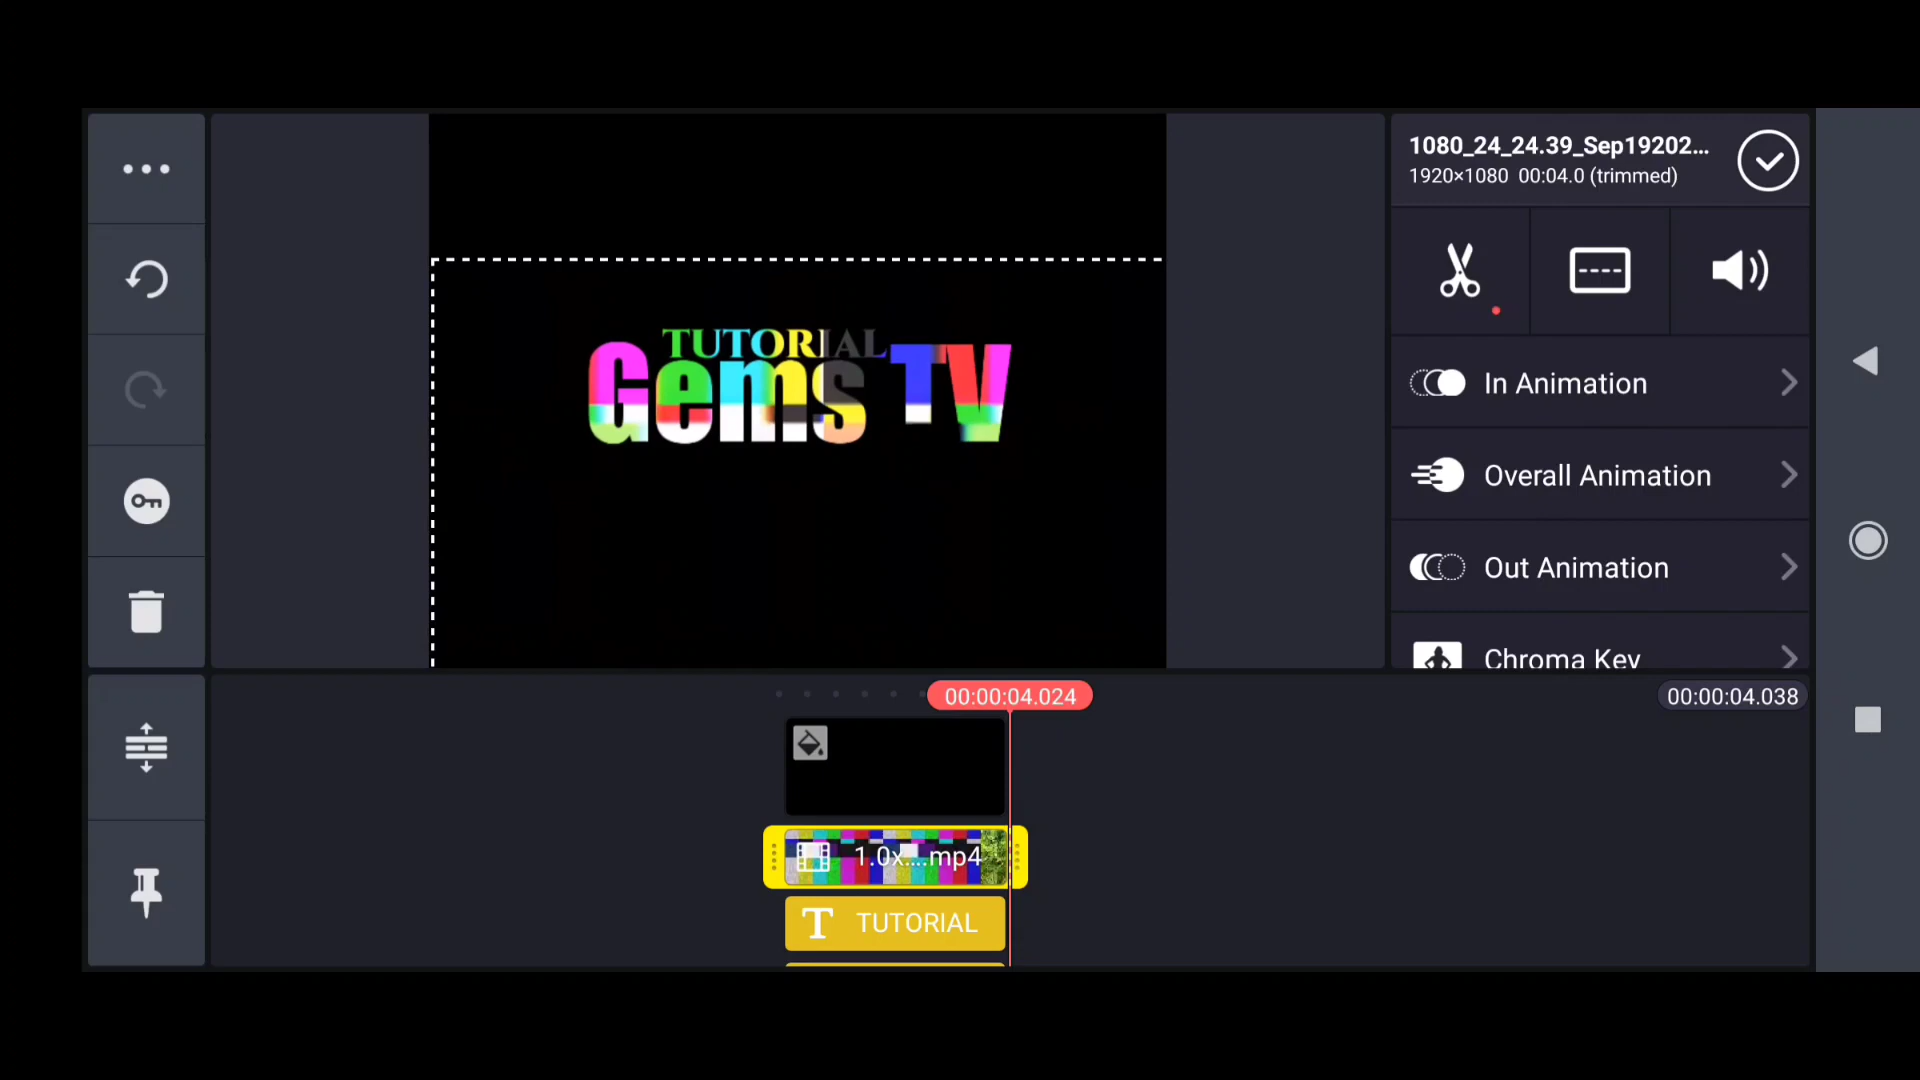 1080_24_24.39_Sep19202...
1920×1080 00:04.0 (trimmed)
TUTORIAL
Gems TV
In Animation
Overall Animation
Out Animation
Chroma Key
00:00:04.024
00:00:04.038
1.0x....mp4
T TUTORIAL